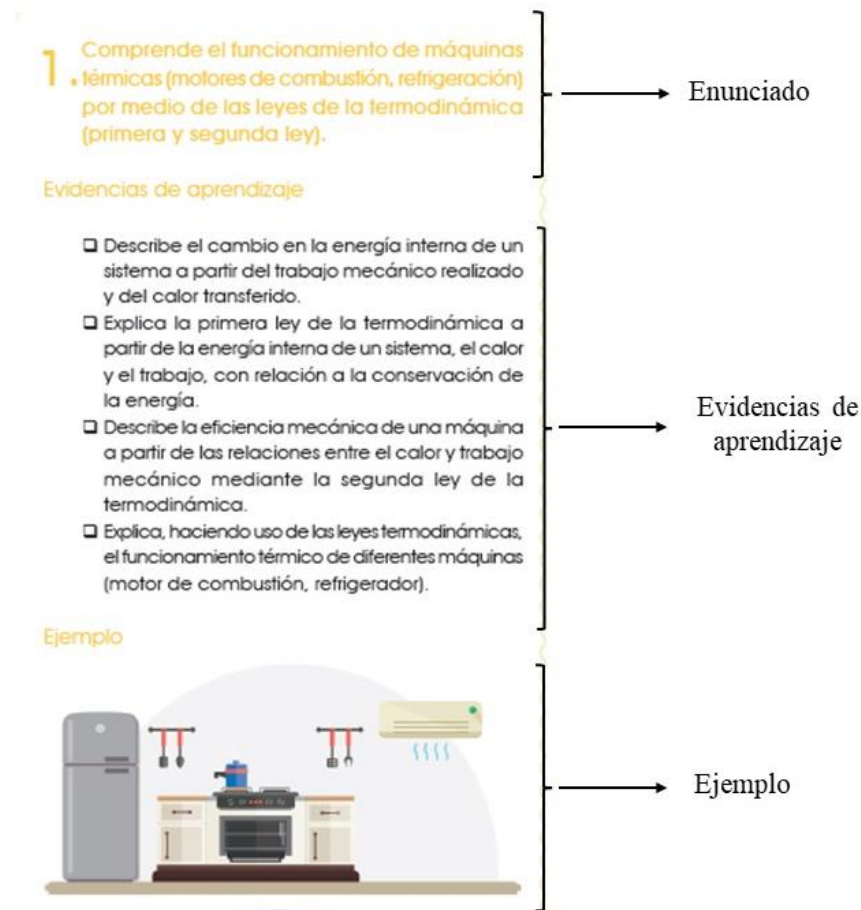 1. Comprende el funcionamiento de máquinas
térmicas (motores de combustión, refrigeración)
por medio de las leyes de la termodinámica
(primera y segunda ley).
Enunciado
Evidencias de aprendizaje
❑ Describe el cambio en la energía interna de un
sistema a partir del trabajo mecánico realizado
y del calor transferido.
❑ Explica la primera ley de la termodinámica a
partir de la energía interna de un sistema, el calor
y el trabajo, con relación a la conservación de
la energía.
❑ Describe la eficiencia mecánica de una máquina
a partir de las relaciones entre el calor y trabajo
mecánico mediante la segunda ley de la
termodinámica.
❑ Explica, haciendo uso de las leyes termodinámicas,
el funcionamiento térmico de diferentes máquinas
(motor de combustión, refrigerador).
Evidencias de
aprendizaje
Ejemplo
Ejemplo